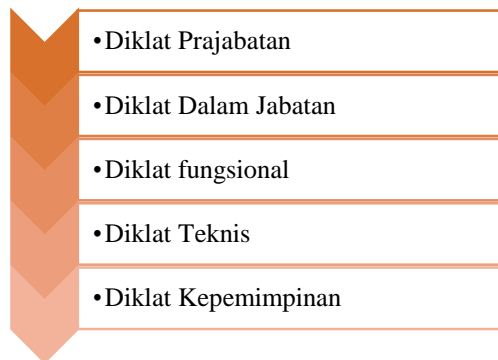 •Diklat Prajabatan
•Diklat Dalam Jabatan
•Diklat fungsional
•Diklat Teknis
•Diklat Kepemimpinan